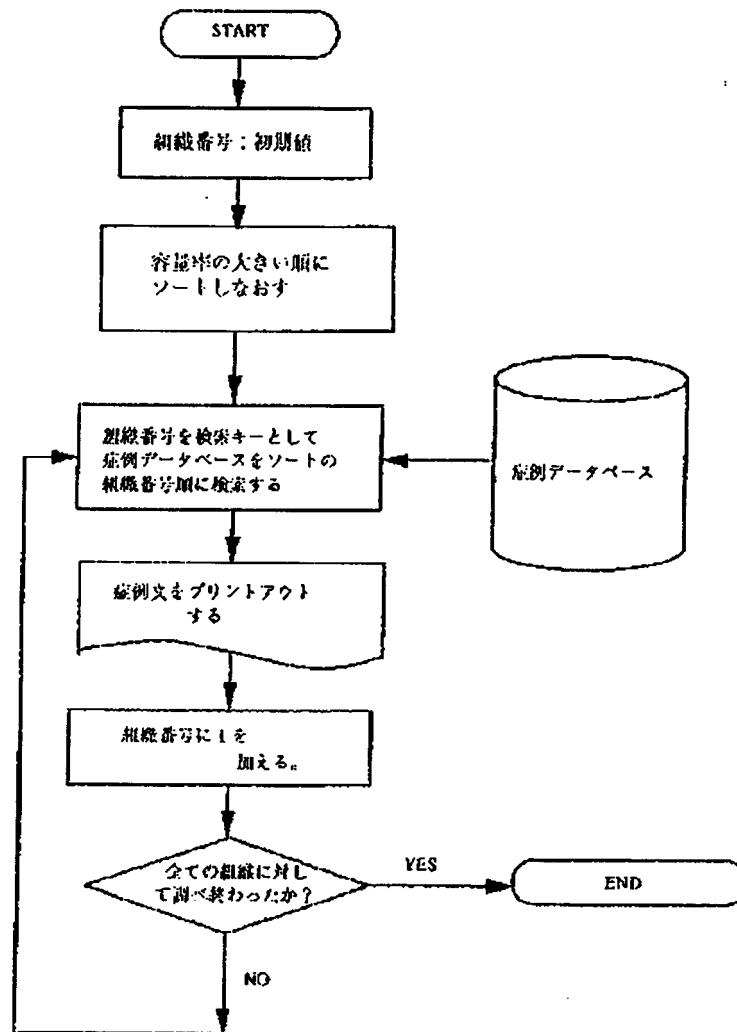 START
組織番号：初期値
容量率の大きい順に
ソートしなおす
組織番号を検索キーとして
症例データベースをソートの
組織番号順に検索する
症例データベース
症例文をプリントアウト
する
組織番号に1を
加える。
全ての組織に対し
て調べ終わったか？
YES
END
NO